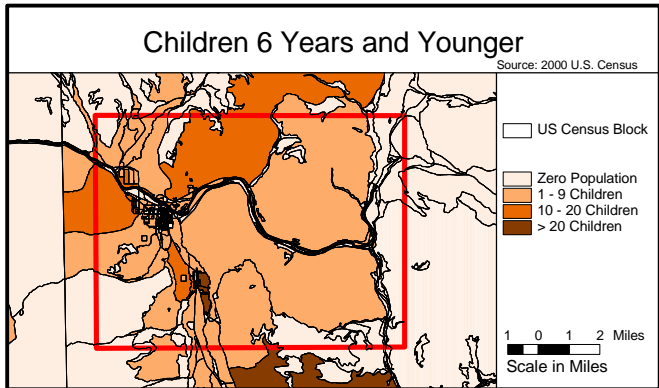 Children 6 Years and Younger
Source: 2000 U.S. Census
US Census Block
Zero Population
1 - 9 Children
10 - 20 Children
> 20 Children
1 0 1 2 Miles
Scale in Miles